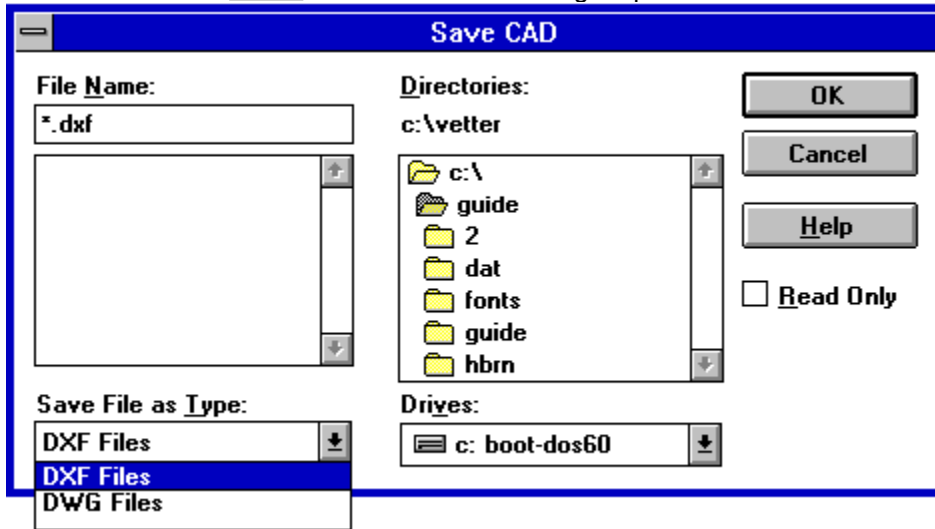 Save CAD
File Name:
*.dxf
Save File as Type:
DXF Files
DXF Files
DWG Files
Directories:
c:\vetter
c:\
guide
2
dat
fonts
guide
hbrn
Drives:
c: boot-dos60
OK
Cancel
Help
Read Only